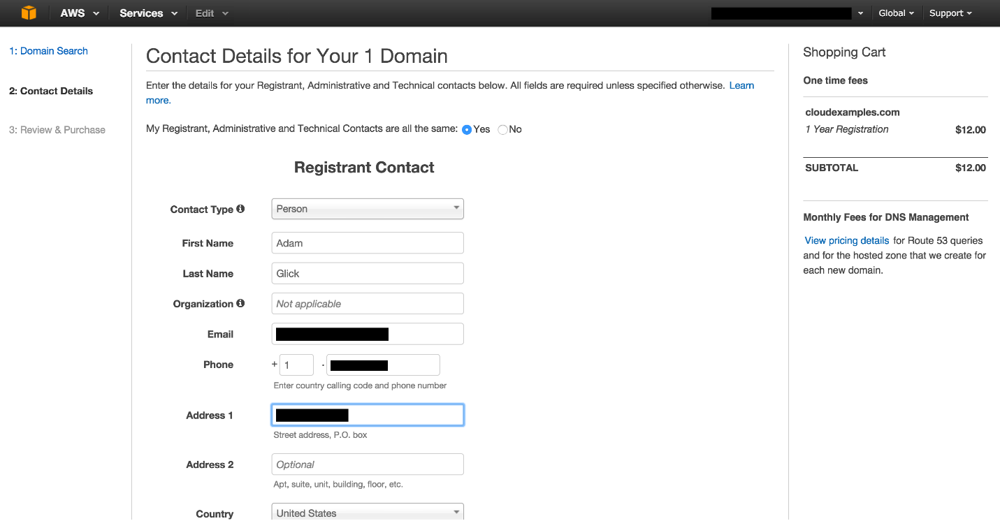 AWS Services Edit Global Support
1: Domain Search
2: Contact Details
3: Review & Purchase
Contact Details for Your 1 Domain
Enter the details for your Registrant, Administrative and Technical contacts below. All fields are required unless specified otherwise. Learn
more.
My Registrant, Administrative and Technical Contacts are all the same: Yes No
Registrant Contact
Contact Type Person
First Name Adam
Last Name Glick
Organization Not applicable
Email
Phone + 1 .
Enter country calling code and phone number
Address 1
Street address, P.O. box
Address 2 Optional
Apt, suite, unit, building, floor, etc.
Country United States
Shopping Cart
One time fees
cloudexamples.com
1 Year Registration $12.00
SUBTOTAL $12.00
Monthly Fees for DNS Management
View pricing details for Route 53 queries
and for the hosted zone that we create for
each new domain.